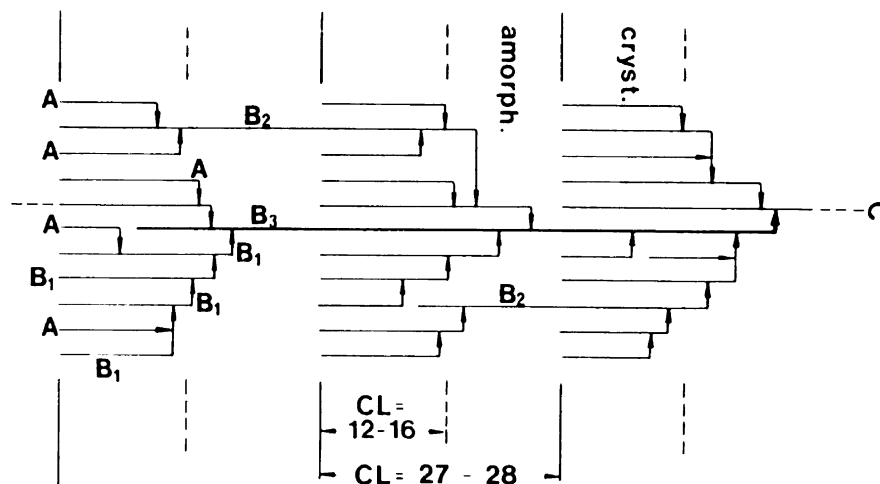 amorph.
cryst.
A
B₂
A
A
B₃
C
A
B₁
B₁
B₂
B₁
A
B₁
CL=
12-16
CL= 27 - 28